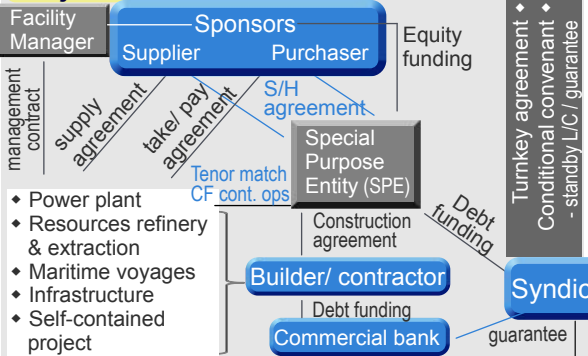 Facility
Manager
Sponsors
Supplier
Purchaser
Equity
funding
management
contract
supply
agreement
take/ pay
agreement
S/H
agreement
Special
Purpose
Entity (SPE)
Tenor match
CF cont. ops
Turnkey agreement ◆
Conditional convenant ◆
- standby L/C / guarantee
◆ Power plant
◆ Resources refinery
& extraction
◆ Maritime voyages
◆ Infrastructure
◆ Self-contained
project
Construction
agreement
Debt
funding
Builder/ contractor
Debt funding
Commercial bank
Syndic
guarantee